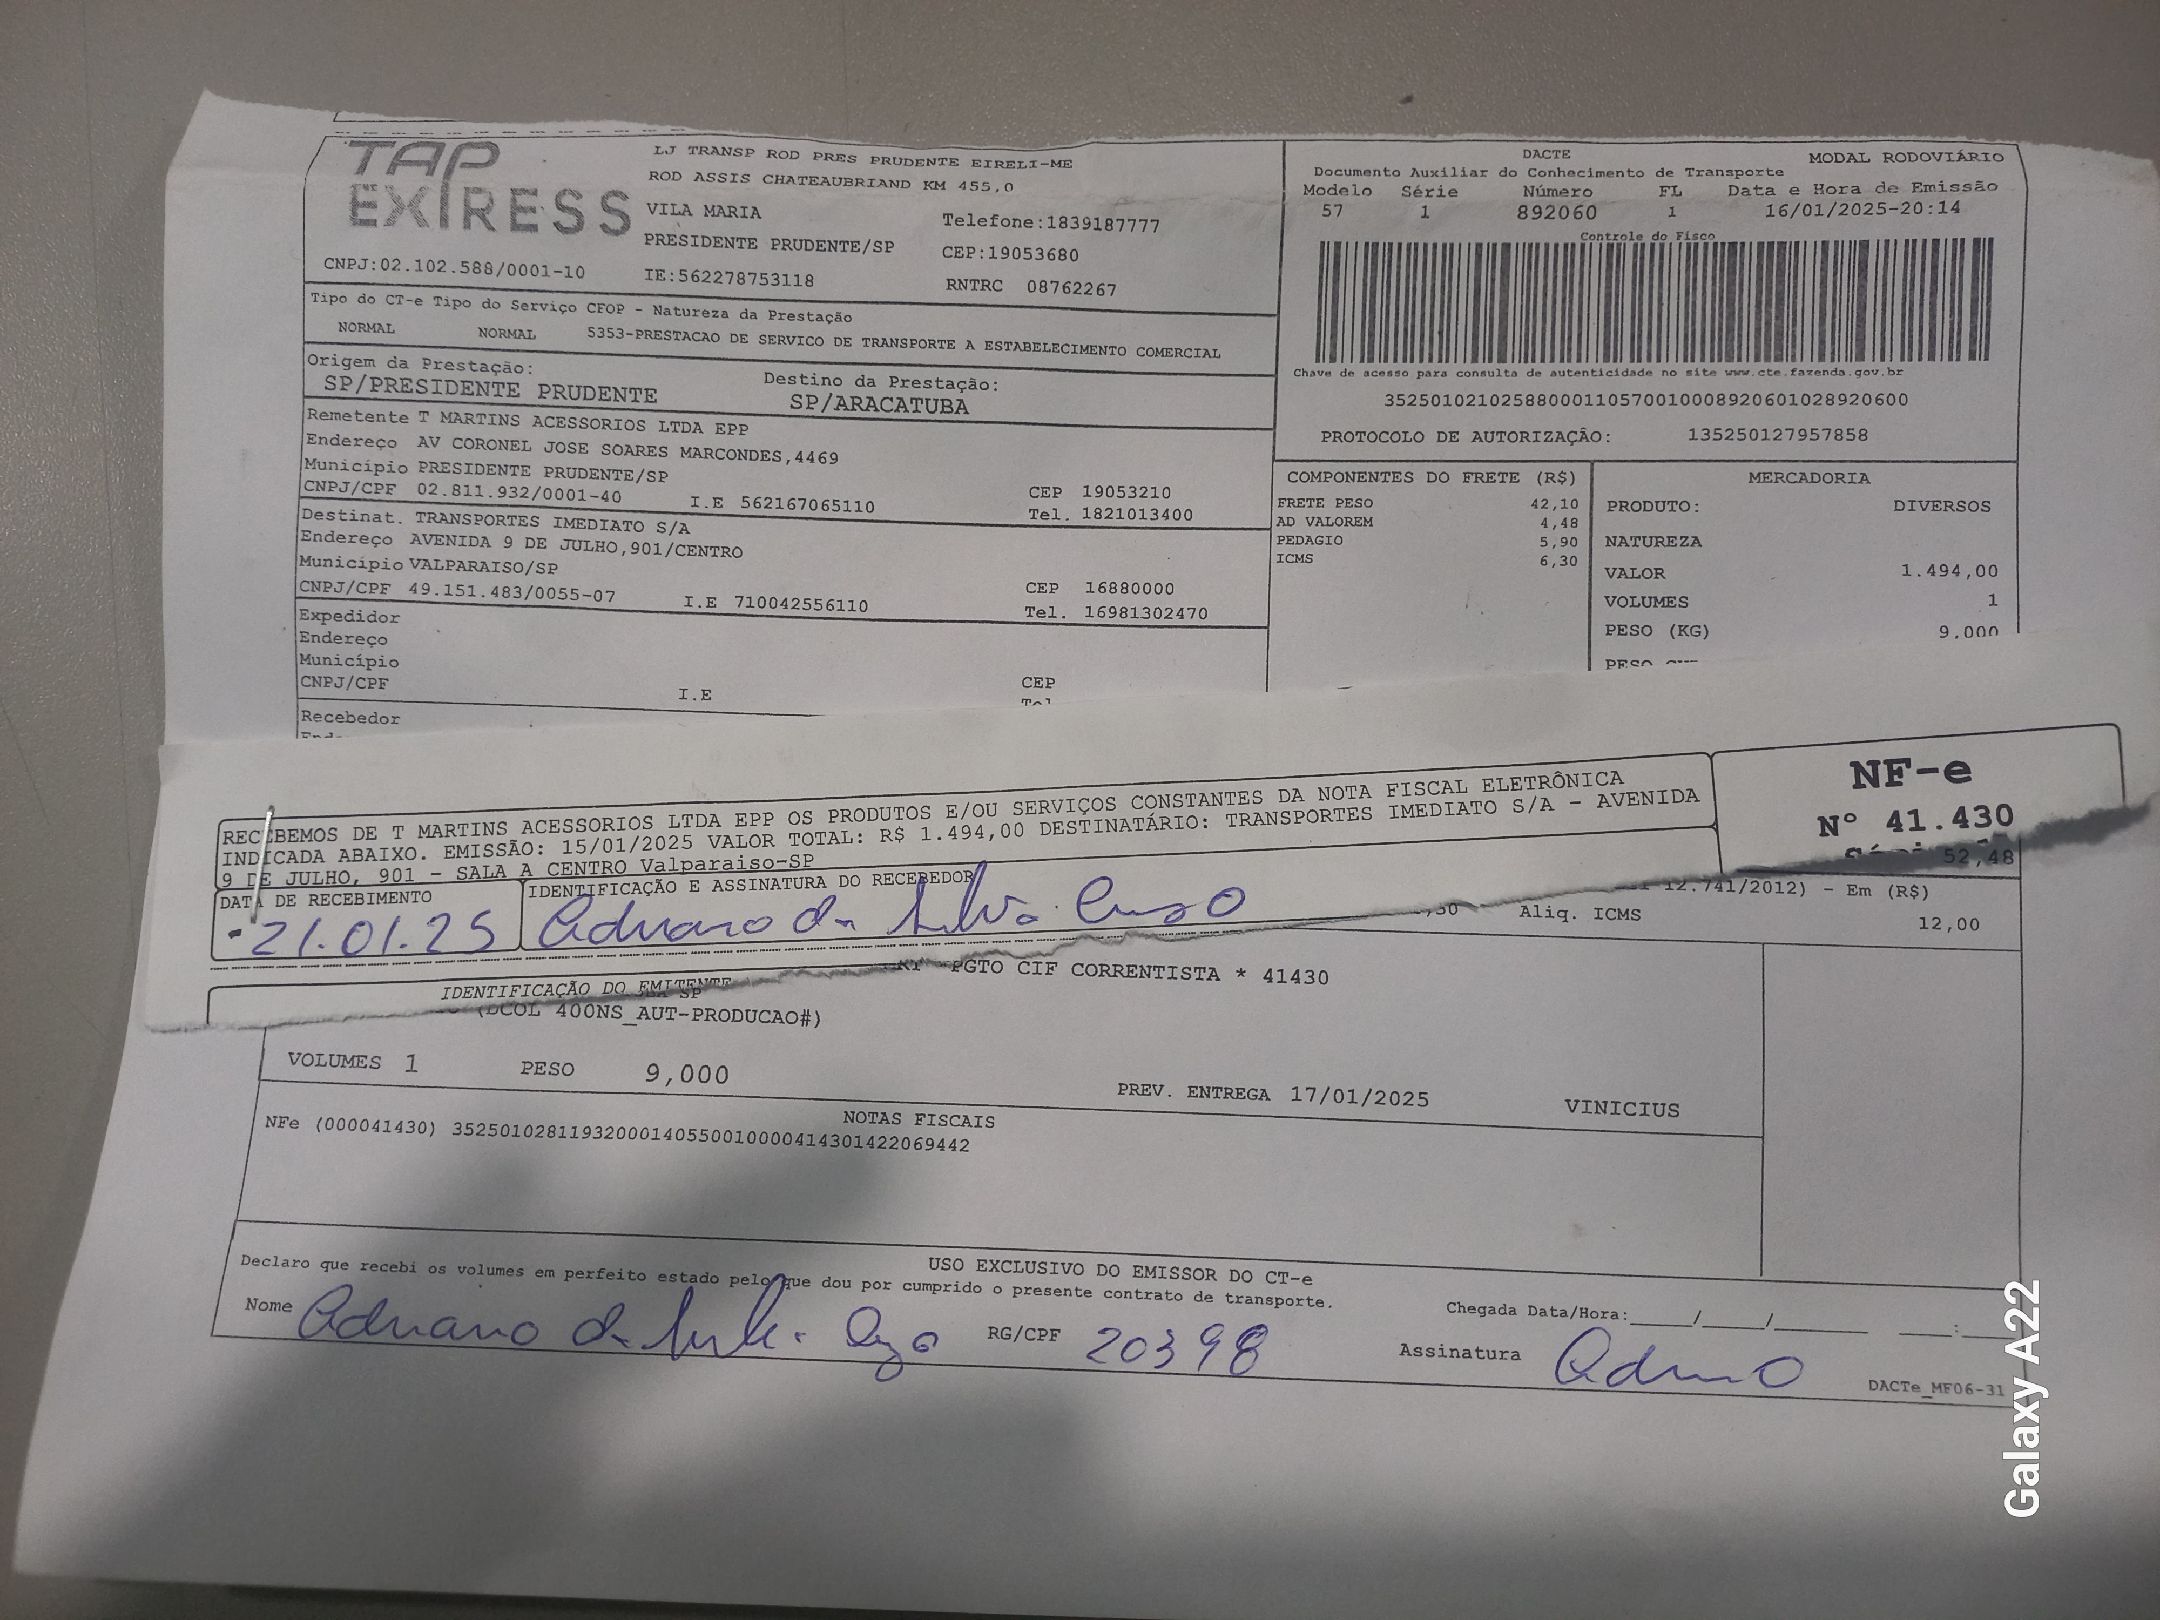 TAP
EXPRESS
LJ TRANSP ROD PRES PRUDENTE EIRELI-ME
ROD ASSIS CHATEAUBRIAND KM 455,0
VILA MARIA
Telefone:1839187777
PRESIDENTE PRUDENTE/SP
CEP:19053680
CNPJ:02.102.588/0001-10 IE:562278753118
RNTRC 08762267
DACTE
MODAL RODOVIÁRIO
Documento Auxiliar do Conhecimento de Transporte
Modelo Série Número FL Data e Hora de Emissão
57 1 892060 1 16/01/2025-20:14
Controle do Fisco
Chave de acesso para consulta de autenticidade no site www.cte.fazenda.gov.br
35250102102588000110570010008920601028920600
PROTOCOLO DE AUTORIZAÇÃO: 135250127957858
Tipo do CT-e Tipo do Serviço CFOP - Natureza da Prestação
NORMAL NORMAL 5353-PRESTACAO DE SERVICO DE TRANSPORTE A ESTABELECIMENTO COMERCIAL
Origem da Prestação: Destino da Prestação:
SP/PRESIDENTE PRUDENTE SP/ARACATUBA
Remetente T MARTINS ACESSORIOS LTDA EPP
Endereço AV CORONEL JOSE SOARES MARCONDES,4469
Município PRESIDENTE PRUDENTE/SP
CEP 19053210
CNPJ/CPF 02.811.932/0001-40 I.E 562167065110 Tel. 1821013400
Destinat. TRANSPORTES IMEDIATO S/A
Endereço AVENIDA 9 DE JULHO,901/CENTRO
Município VALPARAISO/SP
CEP 16880000
CNPJ/CPF 49.151.483/0055-07 I.E 710042556110 Tel. 16981302470
Expedidor
Endereço
Município
CEP
CNPJ/CPF I.E
Recebedor
COMPONENTES DO FRETE (R$)
FRETE PESO 42,10
AD VALOREM 4,48
PEDAGIO 5,90
ICMS 6,30
MERCADORIA
PRODUTO: DIVERSOS
NATUREZA
VALOR 1.494,00
VOLUMES 1
PESO (KG) 9.000
RECEBEMOS DE T MARTINS ACESSORIOS LTDA EPP OS PRODUTOS E/OU SERVIÇOS CONSTANTES DA NOTA FISCAL ELETRÔNICA
INDICADA ABAIXO. EMISSÃO: 15/01/2025 VALOR TOTAL: R$ 1.494,00 DESTINATÁRIO: TRANSPORTES IMEDIATO S/A - AVENIDA
9 DE JULHO, 901 - SALA A CENTRO Valparaiso-SP
NF-e
Nº 41.430
52,48
DATA DE RECEBIMENTO
21.01.25
IDENTIFICAÇÃO E ASSINATURA DO RECEBEDOR
Adriano da Silva
12.741/2012) - Em (R$)
Aliq. ICMS 12,00
PGTO CIF CORRENTISTA * 41430
IDENTIFICAÇÃO DO EMITENTE
(DCOL 400NS_AUT-PRODUCAO#)
VOLUMES 1 PESO 9,000
PREV. ENTREGA 17/01/2025 VINICIUS
NOTAS FISCAIS
NFe (000041430) 35250102811932000140550010000414301422069442
USO EXCLUSIVO DO EMISSOR DO CT-e
Declaro que recebi os volumes em perfeito estado pelo que dou por cumprido o presente contrato de transporte.
Chegada Data/Hora:____/____/______ ___:___
Nome Adriano da Silva RG/CPF 20398 Assinatura Adriano
DACTe_MF06-31
Galaxy A22